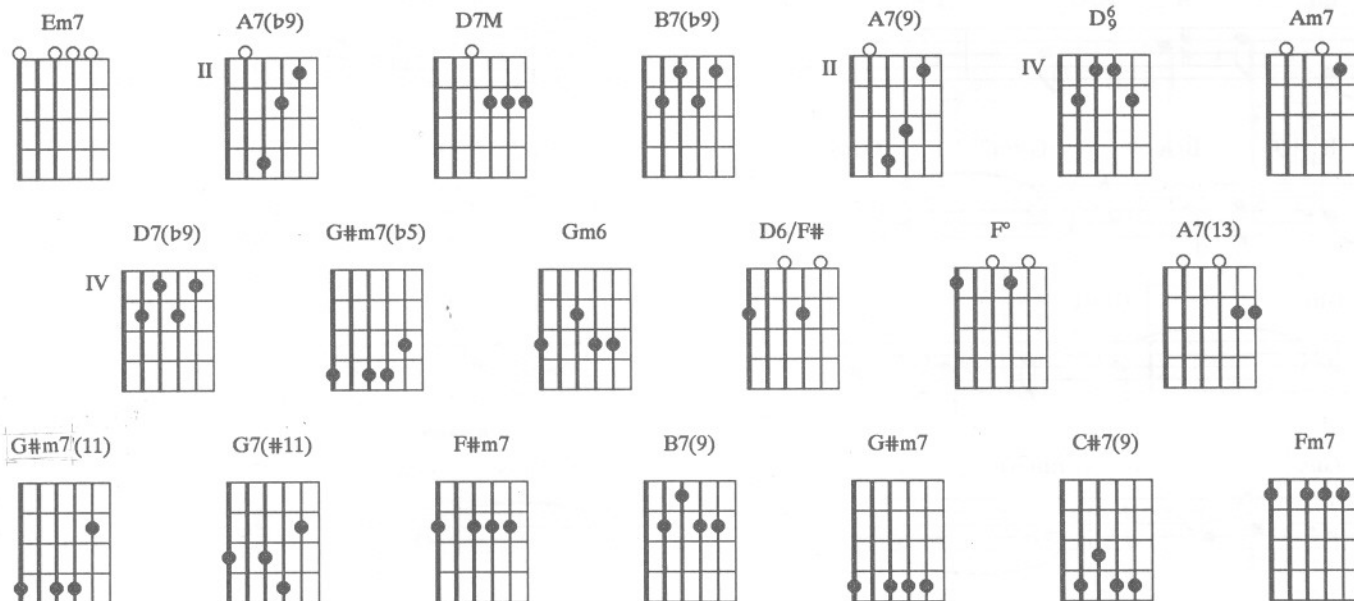 Em7 A7(b9) D7M B7(b9) A7(9) D6/9 Am7
II II IV
D7(b9) G#m7(b5) Gm6 D6/F# F° A7(13)
IV
G#m7(11) G7(#11) F#m7 B7(9) G#m7 C#7(9) Fm7